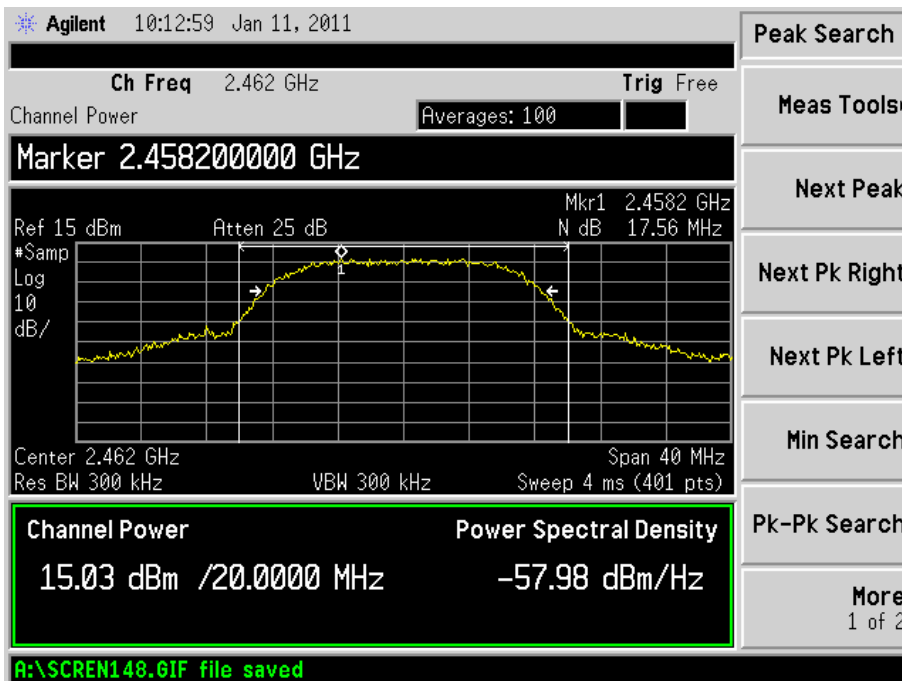 Agilent 10:12:59 Jan 11, 2011
Peak Search
Ch Freq 2.462 GHz Trig Free
Channel Power Averages: 100
Meas Tools
Marker 2.458200000 GHz
Next Peak
Mkr1 2.4582 GHz
Ref 15 dBm Atten 25 dB N dB 17.56 MHz
#Samp
Log
10
dB/
1
Next Pk Right
Next Pk Left
Min Search
Center 2.462 GHz Span 40 MHz
Res BW 300 kHz VBW 300 kHz Sweep 4 ms (401 pts)
Pk-Pk Search
Channel Power Power Spectral Density
15.03 dBm /20.0000 MHz -57.98 dBm/Hz
More
1 of 2
A:\SCREN148.GIF file saved